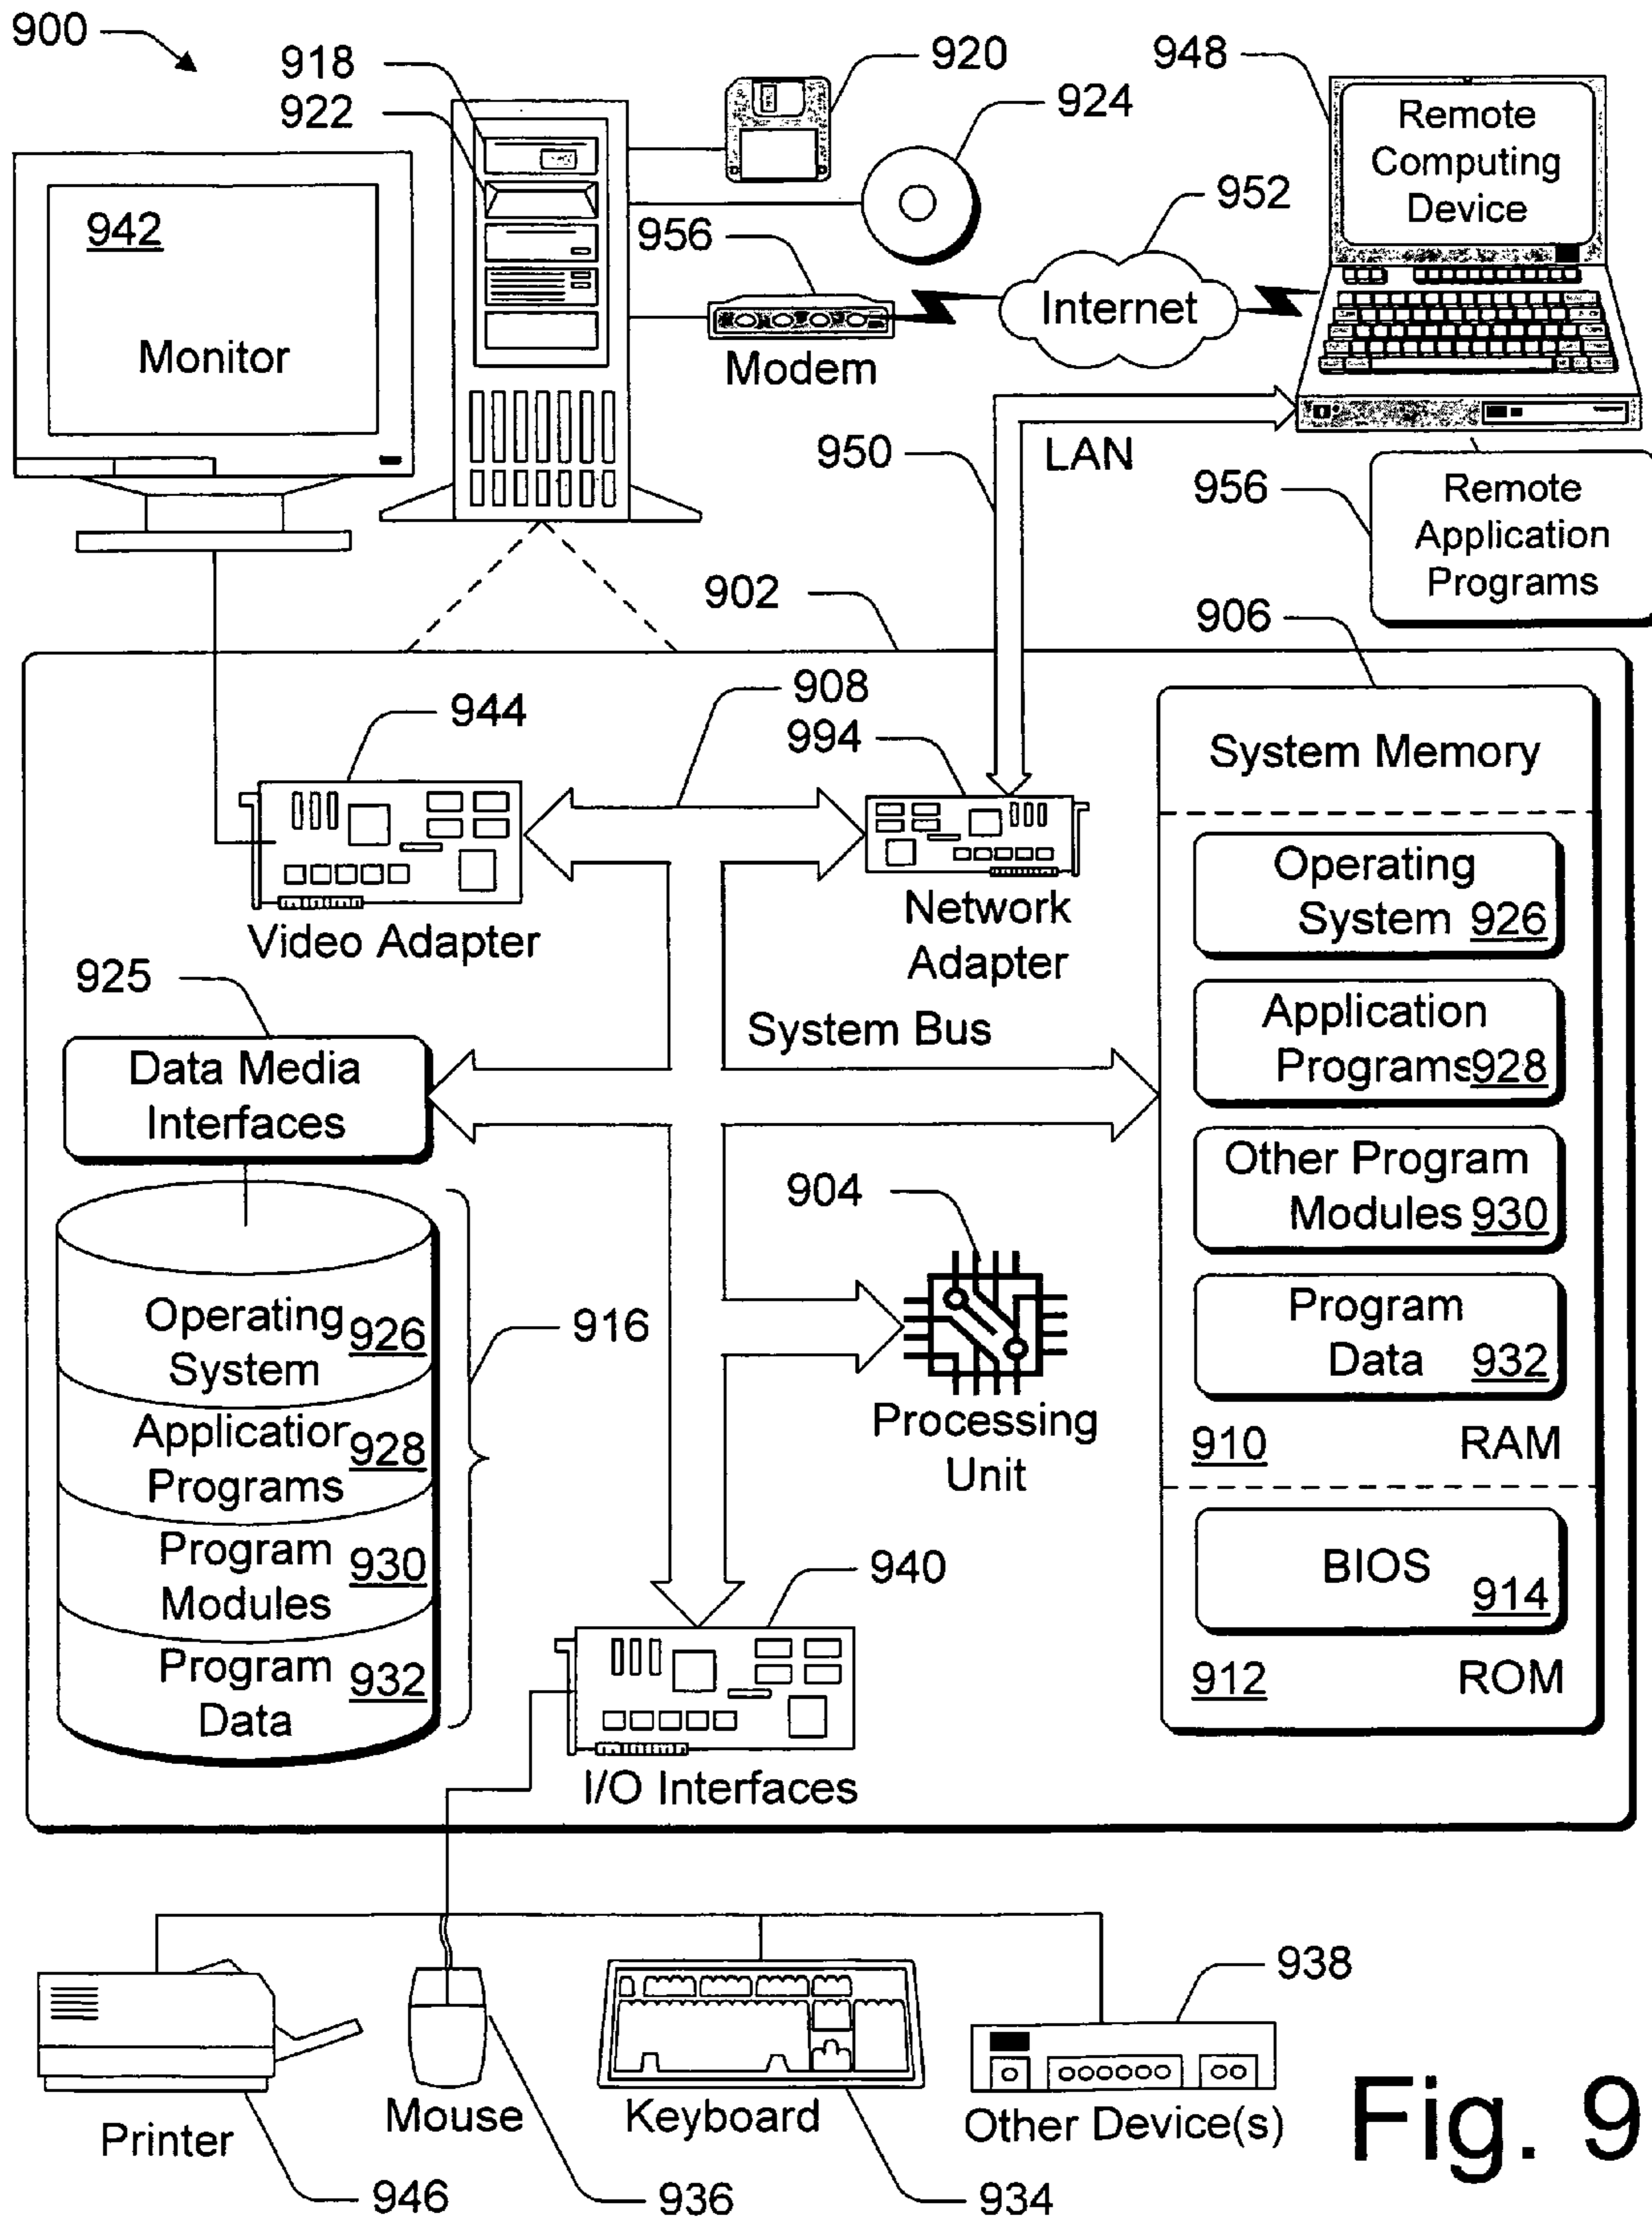 900
918
922
920
924
948
Remote
Computing
Device
942
Monitor
956
Modem
952
Internet
950
LAN
956
Remote
Application
Programs
902
906
944
908
994
Video Adapter
Network
Adapter
System Memory
Operating
System 926
Application
Programs928
Other Program
Modules 930
Program
Data 932
910 RAM
BIOS
914
912 ROM
925
Data Media
Interfaces
System Bus
904
Processing
Unit
Operating
926
System
Application
928
Programs
Program
930
Modules
Program
932
Data
916
940
I/O Interfaces
938
Printer
Mouse
Keyboard
Other Device(s)
946
936
934
Fig. 9